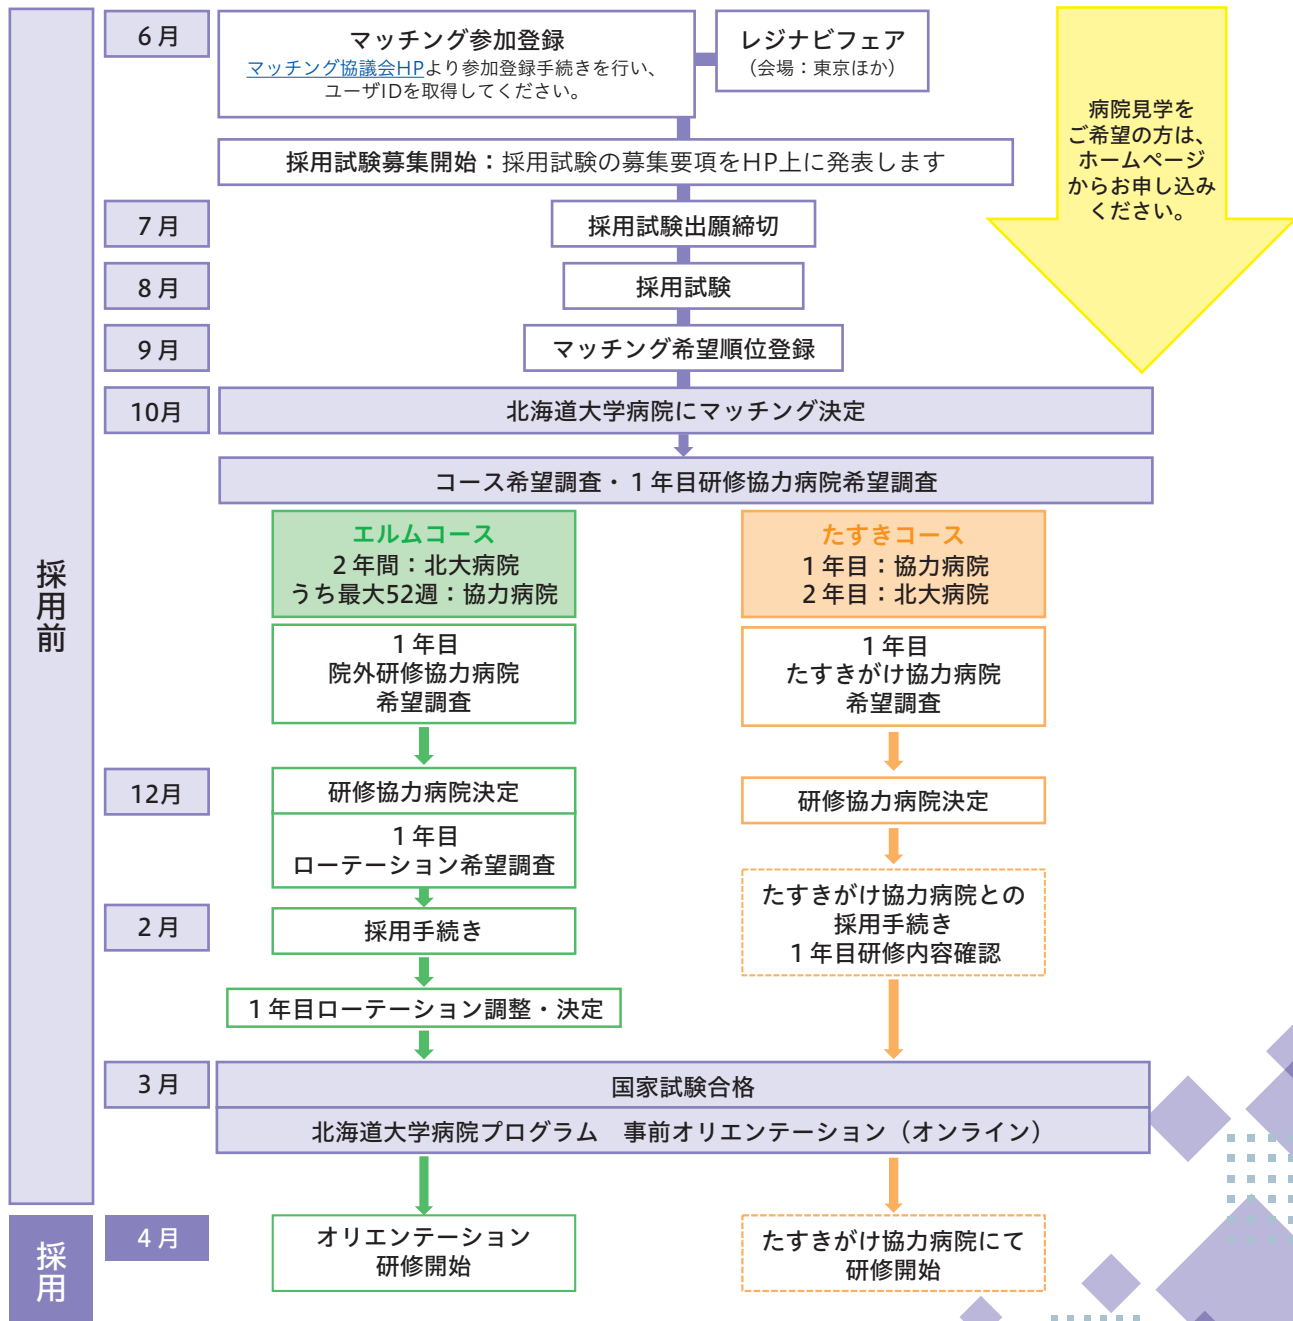 採用前
6月
マッチング参加登録
マッチング協議会HPより参加登録手続きを行い、
ユーザIDを取得してください。
レジナビフェア
（会場：東京ほか）
病院見学を
ご希望の方は、
ホームページ
からお申し込み
ください。
採用試験募集開始：採用試験の募集要項をHP上に発表します
7月
採用試験出願締切
8月
採用試験
9月
マッチング希望順位登録
10月
北海道大学病院にマッチング決定
コース希望調査・１年目研修協力病院希望調査
エルムコース
２年間：北大病院
うち最大52週：協力病院
たすきコース
１年目：協力病院
２年目：北大病院
１年目
院外研修協力病院
希望調査
１年目
たすきがけ協力病院
希望調査
12月
研修協力病院決定
１年目
ローテーション希望調査
研修協力病院決定
2月
採用手続き
たすきがけ協力病院との
採用手続き
１年目研修内容確認
１年目ローテーション調整・決定
3月
国家試験合格
北海道大学病院プログラム　事前オリエンテーション（オンライン）
採用
4月
オリエンテーション
研修開始
たすきがけ協力病院にて
研修開始